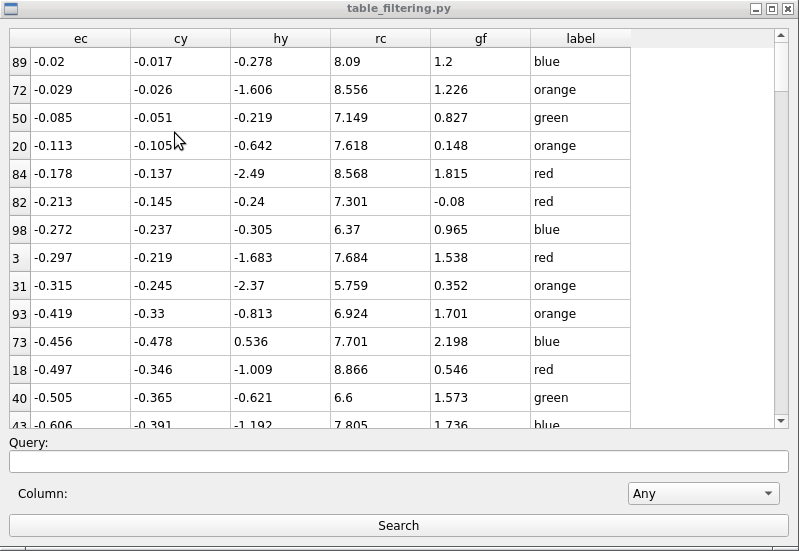 table_filtering.py
ec cy hy rc gf label
89 -0.02 -0.017 -0.278 8.09 1.2 blue
72 -0.029 -0.026 -1.606 8.556 1.226 orange
50 -0.085 -0.051 -0.219 7.149 0.827 green
20 -0.113 -0.105 -0.642 7.618 0.148 orange
84 -0.178 -0.137 -2.49 8.568 1.815 red
82 -0.213 -0.145 -0.24 7.301 -0.08 red
98 -0.272 -0.237 -0.305 6.37 0.965 blue
3 -0.297 -0.219 -1.683 7.684 1.538 red
31 -0.315 -0.245 -2.37 5.759 0.352 orange
93 -0.419 -0.33 -0.813 6.924 1.701 orange
73 -0.456 -0.478 0.536 7.701 2.198 blue
18 -0.497 -0.346 -1.009 8.866 0.546 red
40 -0.505 -0.365 -0.621 6.6 1.573 green
43 -0.606 -0.391 -1.192 7.805 1.736 blue
Query:
Column: Any
Search